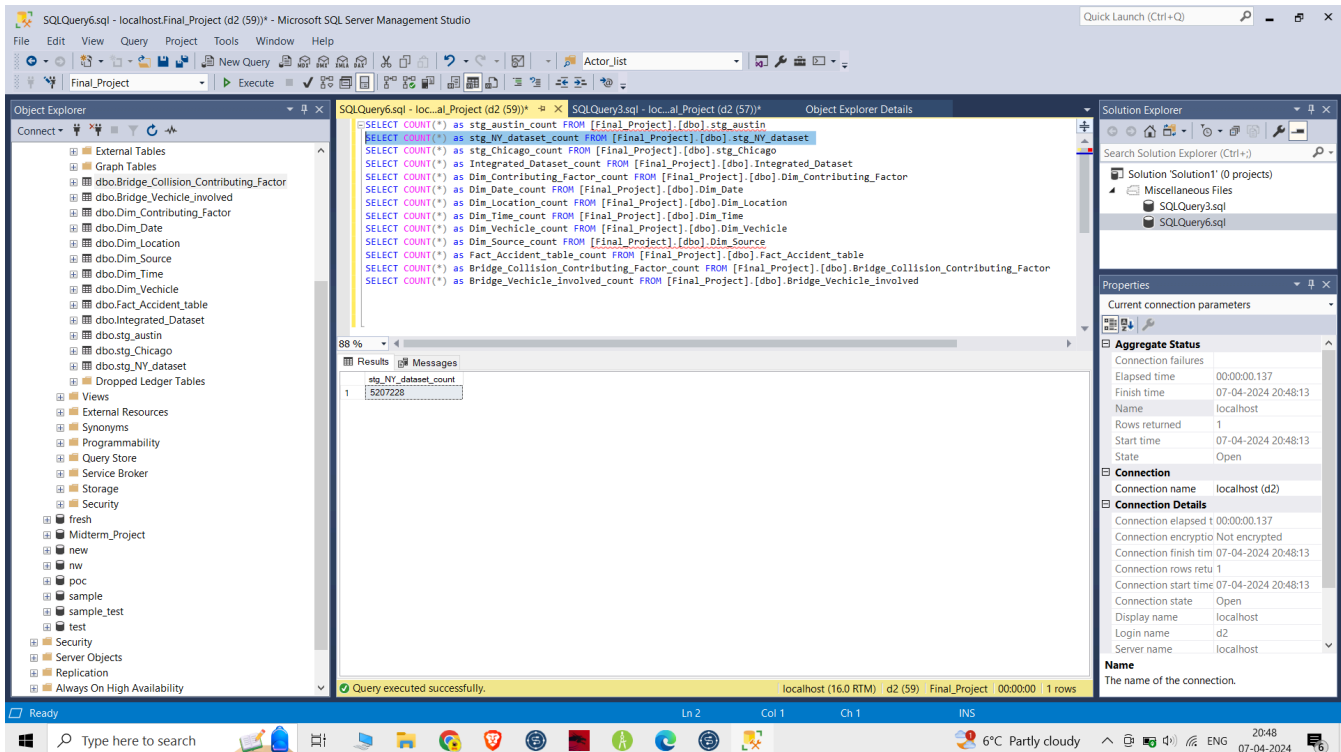 SQLQuery6.sql - localhost.Final_Project (d2 (59))* - Microsoft SQL Server Management Studio
Quick Launch (Ctrl+Q)
File Edit View Query Project Tools Window Help
New Query MDX DMX XMLA DAX Actor_list
Final_Project Execute
Object Explorer
Connect
External Tables
Graph Tables
dbo.Bridge_Collision_Contributing_Factor
dbo.Bridge_Vechicle_involved
dbo.Dim_Contributing_Factor
dbo.Dim_Date
dbo.Dim_Location
dbo.Dim_Source
dbo.Dim_Time
dbo.Dim_Vechicle
dbo.Fact_Accident_table
dbo.Integrated_Dataset
dbo.stg_austin
dbo.stg_Chicago
dbo.stg_NY_dataset
Dropped Ledger Tables
Views
External Resources
Synonyms
Programmability
Query Store
Service Broker
Storage
Security
fresh
Midterm_Project
new
nw
poc
sample
sample_test
test
Security
Server Objects
Replication
Always On High Availability
SQLQuery6.sql - loc...al_Project (d2 (59))* SQLQuery3.sql - loc...al_Project (d2 (57))* Object Explorer Details
SELECT COUNT(*) as stg_austin_count FROM [Final_Project].[dbo].stg_austin
SELECT COUNT(*) as stg_NY_dataset_count FROM [Final_Project].[dbo].stg_NY_dataset
SELECT COUNT(*) as stg_Chicago_count FROM [Final_Project].[dbo].stg_Chicago
SELECT COUNT(*) as Integrated_Dataset_count FROM [Final_Project].[dbo].Integrated_Dataset
SELECT COUNT(*) as Dim_Contributing_Factor_count FROM [Final_Project].[dbo].Dim_Contributing_Factor
SELECT COUNT(*) as Dim_Date_count FROM [Final_Project].[dbo].Dim_Date
SELECT COUNT(*) as Dim_Location_count FROM [Final_Project].[dbo].Dim_Location
SELECT COUNT(*) as Dim_Time_count FROM [Final_Project].[dbo].Dim_Time
SELECT COUNT(*) as Dim_Vechicle_count FROM [Final_Project].[dbo].Dim_Vechicle
SELECT COUNT(*) as Dim_Source_count FROM [Final_Project].[dbo].Dim_Source
SELECT COUNT(*) as Fact_Accident_table_count FROM [Final_Project].[dbo].Fact_Accident_table
SELECT COUNT(*) as Bridge_Collision_Contributing_Factor_count FROM [Final_Project].[dbo].Bridge_Collision_Contributing_Factor
SELECT COUNT(*) as Bridge_Vechicle_involved_count FROM [Final_Project].[dbo].Bridge_Vechicle_involved
88 %
Results Messages
stg_NY_dataset_count
1 5207228
Query executed successfully. localhost (16.0 RTM) d2 (59) Final_Project 00:00:00 1 rows
Solution Explorer
Search Solution Explorer (Ctrl+;)
Solution 'Solution1' (0 projects)
Miscellaneous Files
SQLQuery3.sql
SQLQuery6.sql
Properties
Current connection parameters
Aggregate Status
Connection failures
Elapsed time 00:00:00.137
Finish time 07-04-2024 20:48:13
Name localhost
Rows returned 1
Start time 07-04-2024 20:48:13
State Open
Connection
Connection name localhost (d2)
Connection Details
Connection elapsed t 00:00:00.137
Connection encryptio Not encrypted
Connection finish tim 07-04-2024 20:48:13
Connection rows retu 1
Connection start time 07-04-2024 20:48:13
Connection state Open
Display name localhost
Login name d2
Server name localhost
Name
The name of the connection.
Ready Ln 2 Col 1 Ch 1 INS
Type here to search 6°C Partly cloudy ENG 20:48
07-04-2024 6